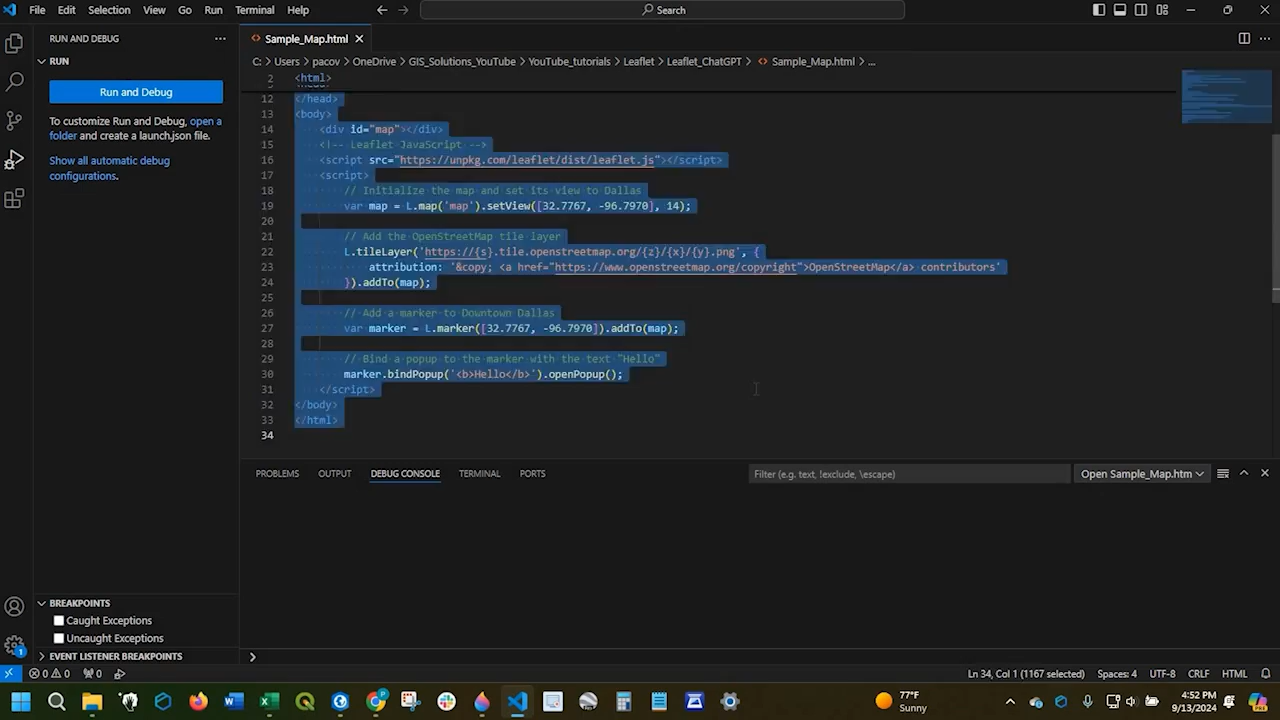 File Edit Selection View Go Run Terminal Help
Search
RUN AND DEBUG
RUN
Run and Debug
To customize Run and Debug, open a
folder and create a launch.json file.
Show all automatic debug
configurations.
Sample_Map.html
C: > Users > pacov > OneDrive > GIS_Solutions_YouTube > YouTube_tutorials > Leaflet > Leaflet_ChatGPT > Sample_Map.html > ...
2 <html>
12 </head>
13 <body>
14 <div id="map"></div>
15 <!-- Leaflet JavaScript -->
16 <script src="https://unpkg.com/leaflet/dist/leaflet.js"></script>
17 <script>
18 // Initialize the map and set its view to Dallas
19 var map = L.map('map').setView([32.7767, -96.7970], 14);
20
21 // Add the OpenStreetMap tile layer
22 L.tileLayer('https://{s}.tile.openstreetmap.org/{z}/{x}/{y}.png', {
23 attribution: '&copy; <a href="https://www.openstreetmap.org/copyright">OpenStreetMap</a> contributors'
24 }).addTo(map);
25
26 // Add a marker to Downtown Dallas
27 var marker = L.marker([32.7767, -96.7970]).addTo(map);
28
29 // Bind a popup to the marker with the text "Hello"
30 marker.bindPopup('<b>Hello</b>').openPopup();
31 </script>
32 </body>
33 </html>
34
PROBLEMS OUTPUT DEBUG CONSOLE TERMINAL PORTS
Filter (e.g. text, !exclude, \escape)
Open Sample_Map.htm
BREAKPOINTS
Caught Exceptions
Uncaught Exceptions
EVENT LISTENER BREAKPOINTS
0 0 0
Ln 34, Col 1 (1167 selected) Spaces: 4 UTF-8 CRLF HTML
77°F
Sunny
4:52 PM
9/13/2024